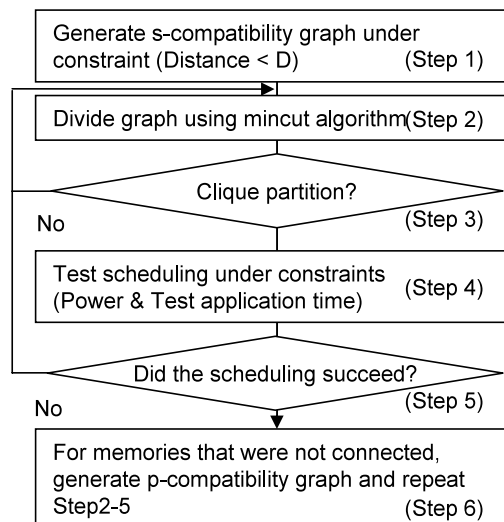 Generate s-compatibility graph under
constraint (Distance < D) (Step 1)
Divide graph using mincut algorithm (Step 2)
Clique partition?
No
(Step 3)
Test scheduling under constraints
(Power & Test application time) (Step 4)
Did the scheduling succeed?
No
(Step 5)
For memories that were not connected,
generate p-compatibility graph and repeat
Step2-5
(Step 6)